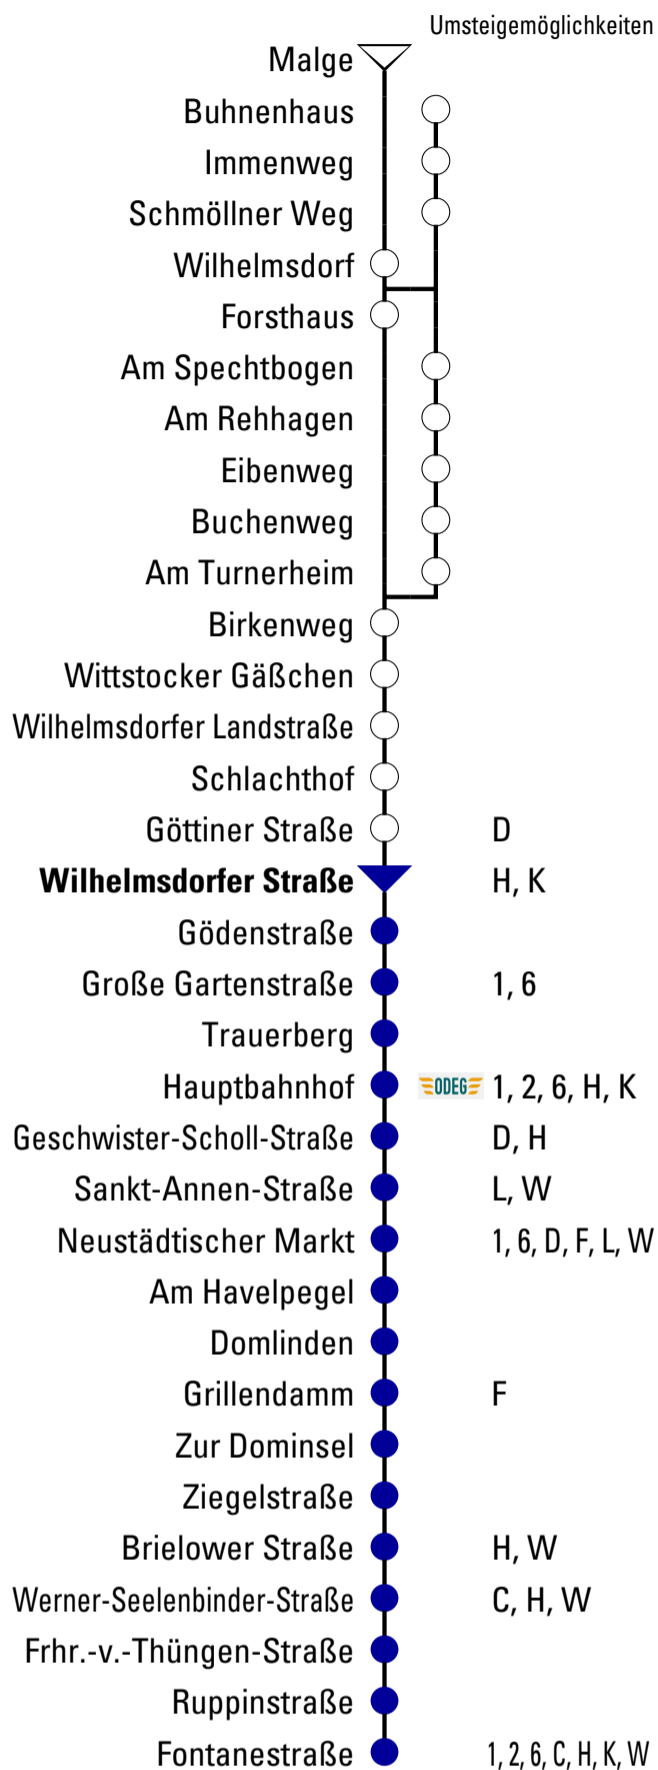 Umsteigemöglichkeiten
Malge
Buhnenhaus
Immenweg
Schmöllner Weg
Wilhelmsdorf
Forsthaus
Am Spechtbogen
Am Rehhagen
Eibenweg
Buchenweg
Am Turnerheim
Birkenweg
Wittstocker Gäßchen
Wilhelmsdorfer Landstraße
Schlachthof
Göttiner Straße D
Wilhelmsdorfer Straße H, K
Gödenstraße
Große Gartenstraße 1, 6
Trauerberg
Hauptbahnhof ODEG 1, 2, 6, H, K
Geschwister-Scholl-Straße D, H
Sankt-Annen-Straße L, W
Neustädtischer Markt 1, 6, D, F, L, W
Am Havelpegel
Domlinden
Grillendamm F
Zur Dominsel
Ziegelstraße
Brielower Straße H, W
Werner-Seelenbinder-Straße C, H, W
Frhr.-v.-Thüngen-Straße
Ruppinstraße
Fontanestraße 1, 2, 6, C, H, K, W